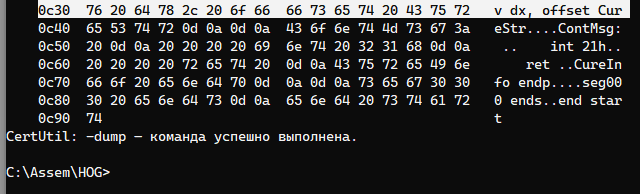 0c30  76 20 64 78 2c 20 6f 66  66 73 65 74 20 43 75 72   v dx, offset Cur
0c40  65 53 74 72 0d 0a 0d 0a  43 6f 6e 74 4d 73 67 3a   eStr....ContMsg:
0c50  20 0d 0a 20 20 20 20 69  6e 74 20 32 31 68 0d 0a    ..    int 21h..
0c60  20 20 20 20 72 65 74 20  0d 0a 43 75 72 65 49 6e       ret ..CureIn
0c70  66 6f 20 65 6e 64 70 0d  0a 0d 0a 73 65 67 30 30   fo endp....seg00
0c80  30 20 65 6e 64 73 0d 0a  65 6e 64 20 73 74 61 72   0 ends..end star
0c90  74                                                 t
CertUtil: -dump — команда успешно выполнена.
C:\Assem\HOG>